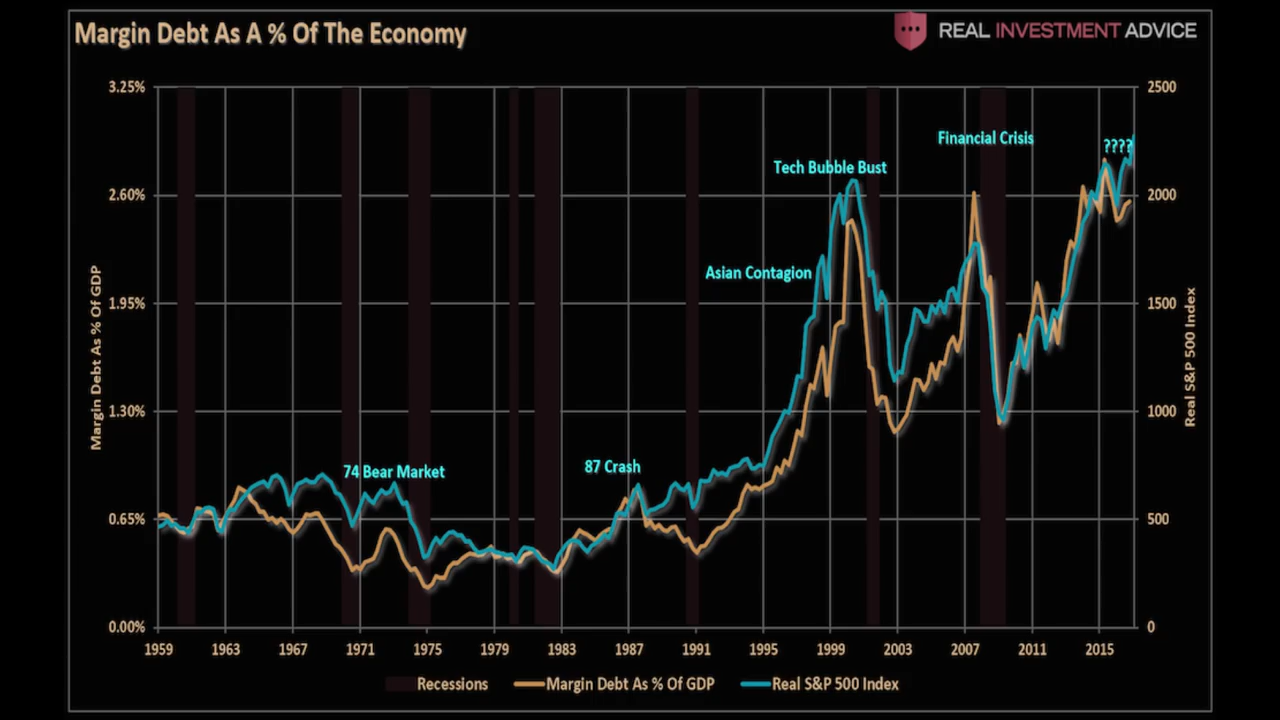 Margin Debt As A % Of The Economy
REAL INVESTMENT ADVICE
3.25%
2500
Financial Crisis
????
Tech Bubble Bust
2.60%
2000
Asian Contagion
Margin Debt As % Of GDP
1.95%
1500
Real S&P 500 Index
1.30%
1000
74 Bear Market
87 Crash
0.65%
500
0.00%
0
1959 1963 1967 1971 1975 1979 1983 1987 1991 1995 1999 2003 2007 2011 2015
Recessions Margin Debt As % Of GDP Real S&P 500 Index